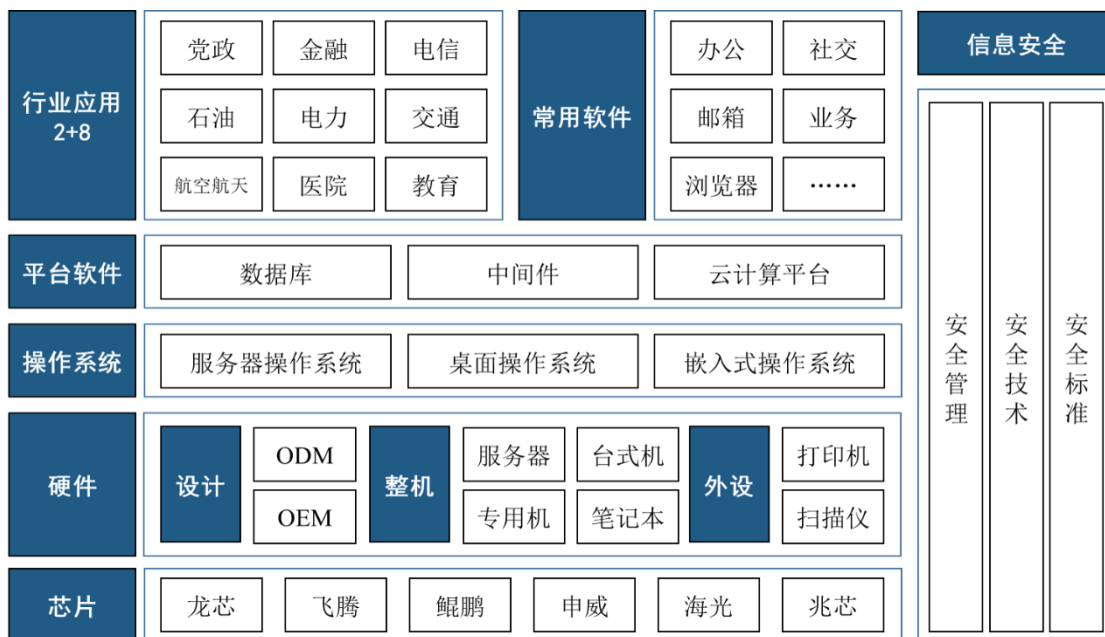 行业应用
2+8
党政
金融
电信
石油
电力
交通
航空航天
医院
教育
常用软件
办公
社交
邮箱
业务
浏览器
……
平台软件
数据库
中间件
云计算平台
操作系统
服务器操作系统
桌面操作系统
嵌入式操作系统
硬件
设计
ODM
OEM
整机
服务器
台式机
专用机
笔记本
外设
打印机
扫描仪
芯片
龙芯
飞腾
鲲鹏
申威
海光
兆芯
信息安全
安全管理
安全技术
安全标准